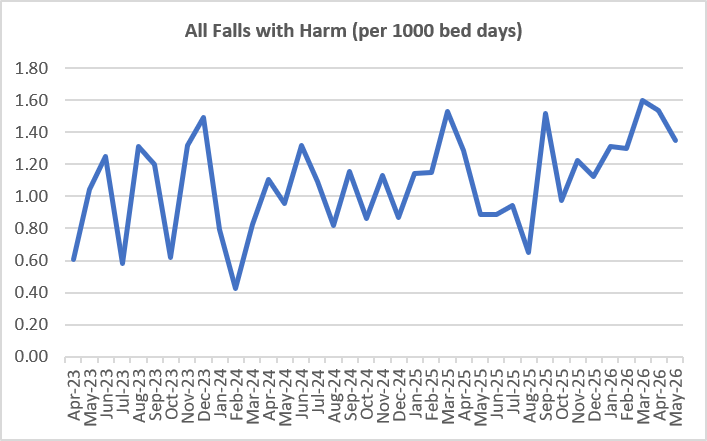 All Falls with Harm (per 1000 bed days)
1.80
1.60
1.40
1.20
1.00
0.80
0.60
0.40
0.20
0.00
Apr-23
May-23
Jun-23
Jul-23
Aug-23
Sep-23
Oct-23
Nov-23
Dec-23
Jan-24
Feb-24
Mar-24
Apr-24
May-24
Jun-24
Jul-24
Aug-24
Sep-24
Oct-24
Nov-24
Dec-24
Jan-25
Feb-25
Mar-25
Apr-25
May-25
Jun-25
Jul-25
Aug-25
Sep-25
Oct-25
Nov-25
Dec-25
Jan-26
Feb-26
Mar-26
Apr-26
May-26